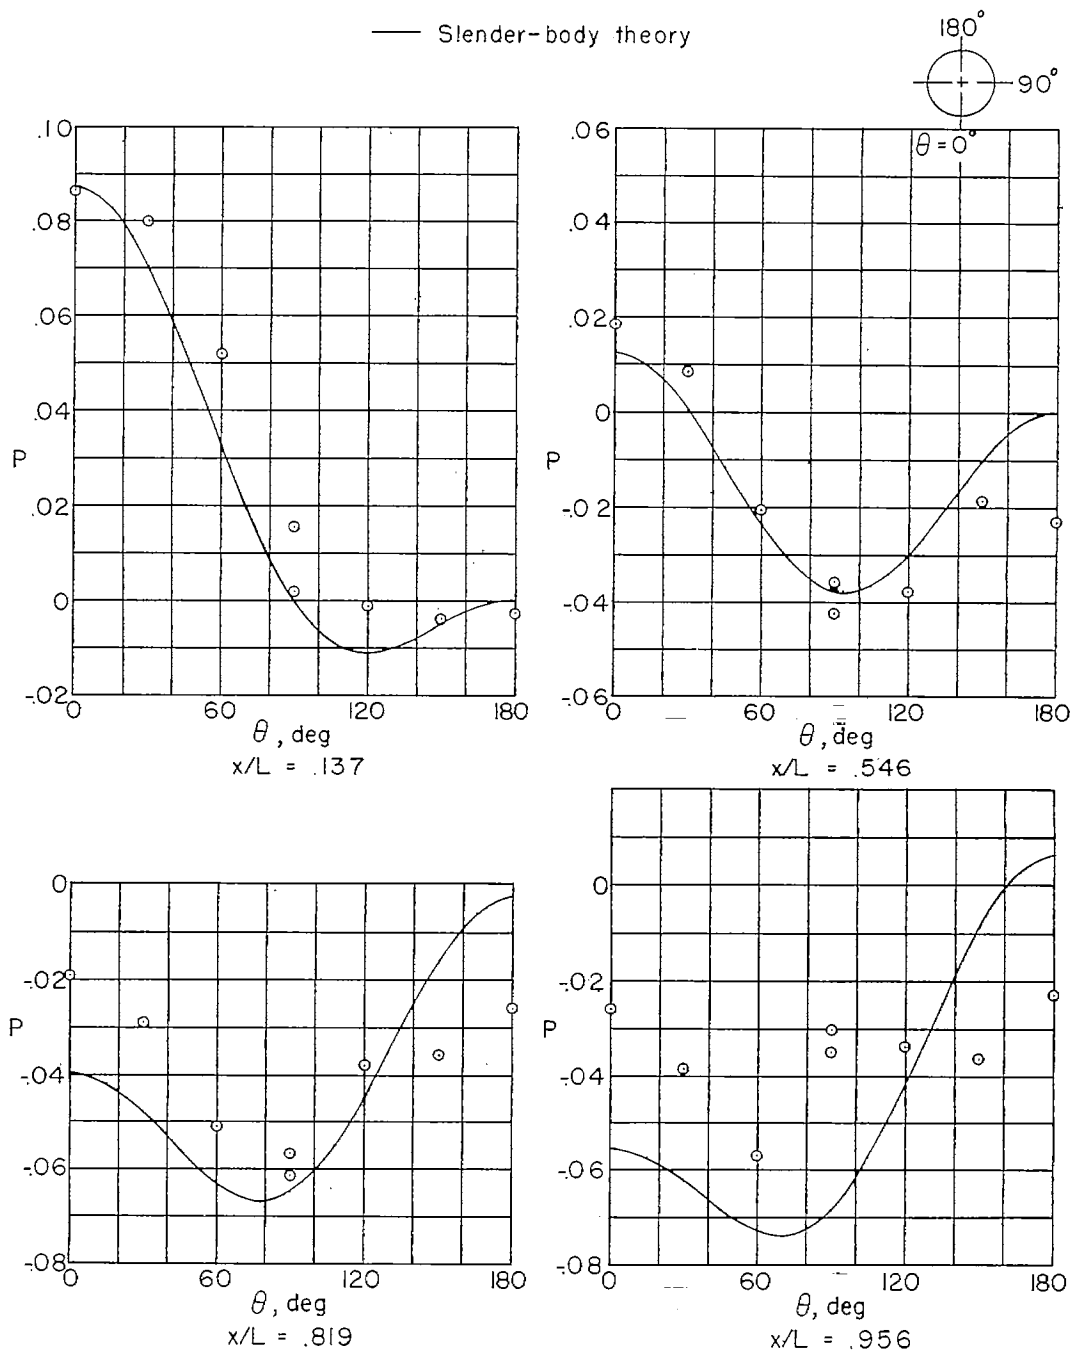 Slender-body theory
180°
90°
θ = 0°
.10
.08
.06
.04
.02
0
-.02
P
0 60 120 180
θ, deg
x/L = .137
.06
.04
.02
0
-.02
-.04
-.06
P
0 60 120 180
θ, deg
x/L = .546
0
-.02
-.04
-.06
-.08
P
0 60 120 180
θ, deg
x/L = .819
0
-.02
-.04
-.06
-.08
P
0 60 120 180
θ, deg
x/L = .956